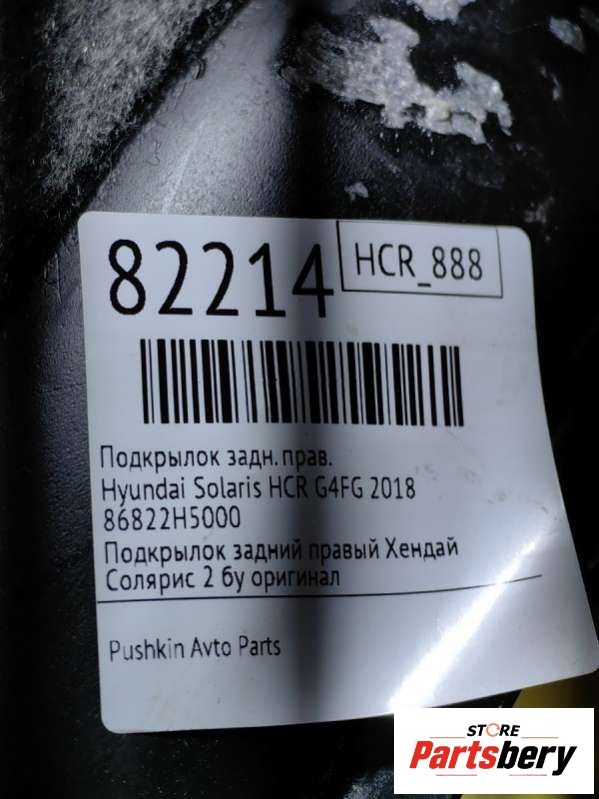 82214
HCR_888
Подкрылок задн. прав.
Hyundai Solaris HCR G4FG 2018
86822H5000
Подкрылок задний правый Хендай
Солярис 2 бу оригинал
Pushkin Avto Parts
STORE
Partsbery